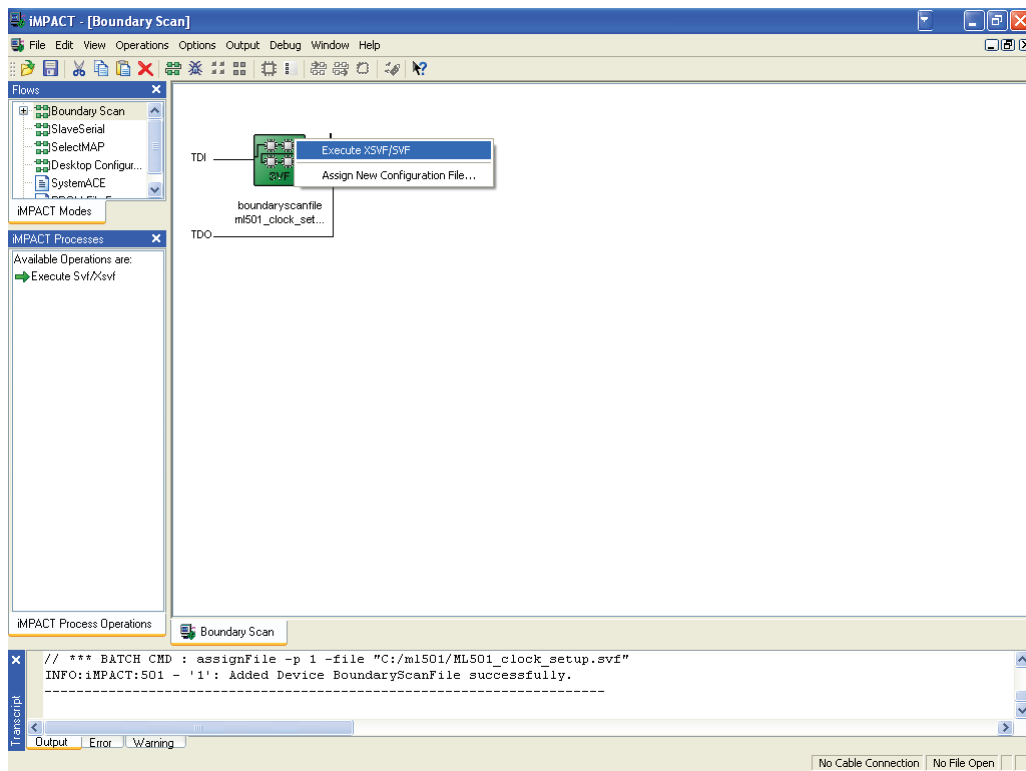 iMPACT - [Boundary Scan]
File Edit View Operations Options Output Debug Window Help
Flows
Boundary Scan
SlaveSerial
SelectMAP
Desktop Configur...
SystemACE
iMPACT Modes
iMPACT Processes
Available Operations are:
Execute Svf/Xsvf
iMPACT Process Operations
TDI
SVF
Execute XSVF/SVF
Assign New Configuration File...
boundaryscanfile
ml501_clock_set...
TDO
Boundary Scan
// *** BATCH CMD : assignFile -p 1 -file "C:/ml501/ML501_clock_setup.svf"
INFO:iMPACT:501 - '1': Added Device BoundaryScanFile successfully.
----------------------------------------------------------------------
Transcript
Output Error Warning
No Cable Connection No File Open